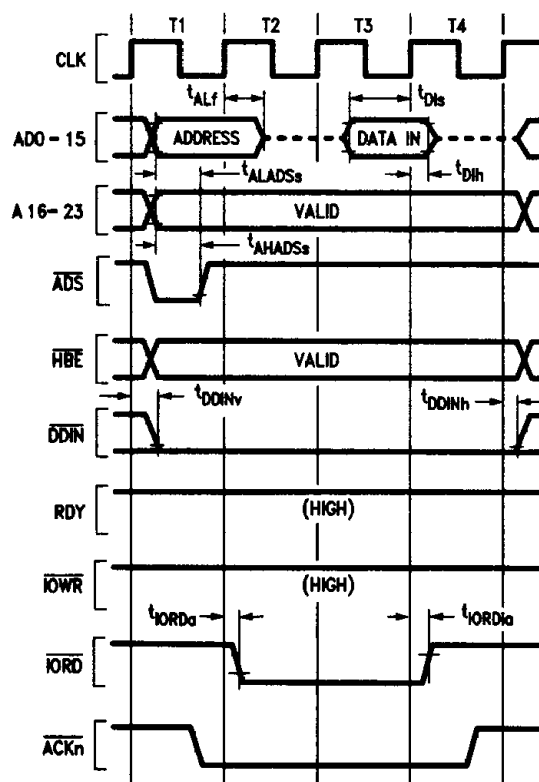 T1 T2 T3 T4
CLK
tALf tDIs
AD0-15 ADDRESS DATA IN
tALADSs tDIh
A16-23 VALID
tAHADSs
ADS
HBE VALID
tDDINv tDDINh
DDIN
RDY (HIGH)
IOWR (HIGH)
tIORDa tIORDia
IORD
ACKn